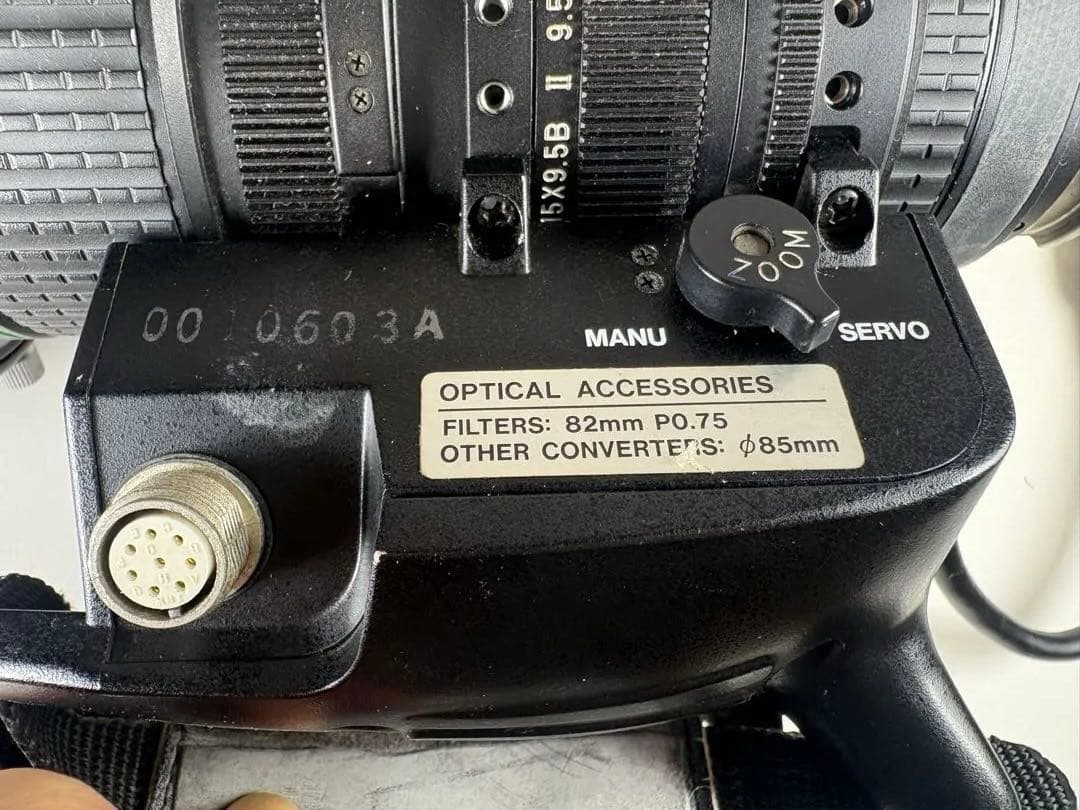 15X9.5B II 9.5
ZOOM
0010603A
MANU
SERVO
OPTICAL ACCESSORIES
FILTERS: 82mm P0.75
OTHER CONVERTERS: ϕ85mm